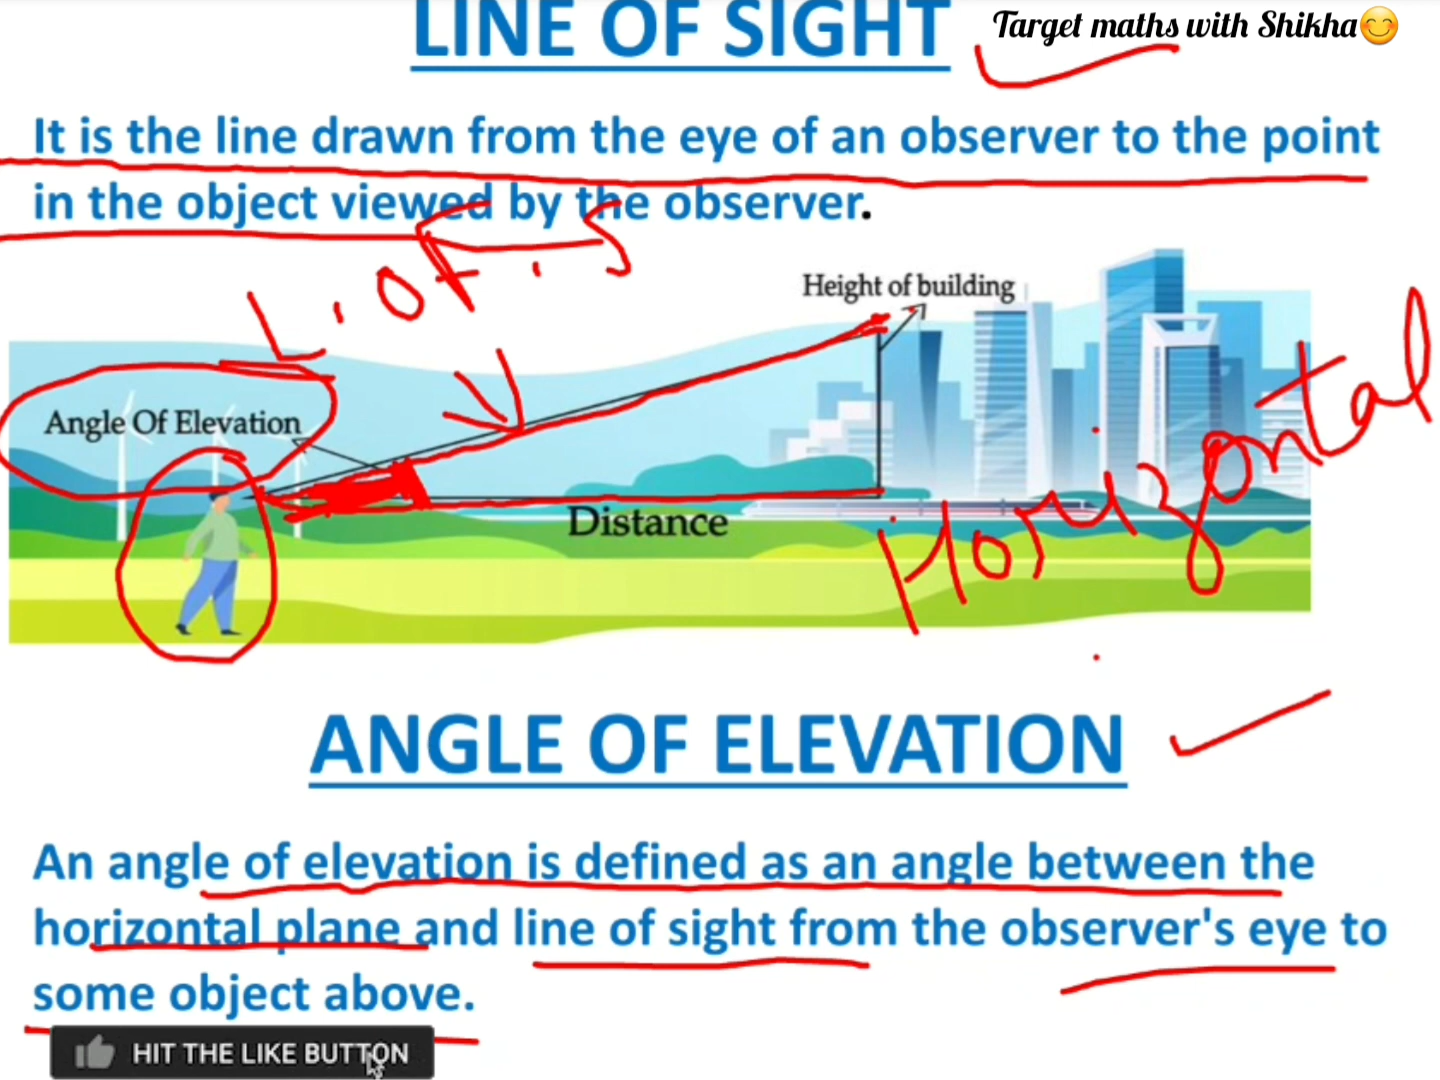 LINE OF SIGHT
Target maths with Shikha😊
It is the line drawn from the eye of an observer to the point
in the object viewed by the observer.
L.OF.S
Height of building
Angle Of Elevation
Distance
Horizontal
ANGLE OF ELEVATION
An angle of elevation is defined as an angle between the
horizontal plane and line of sight from the observer's eye to
some object above.
HIT THE LIKE BUTTON